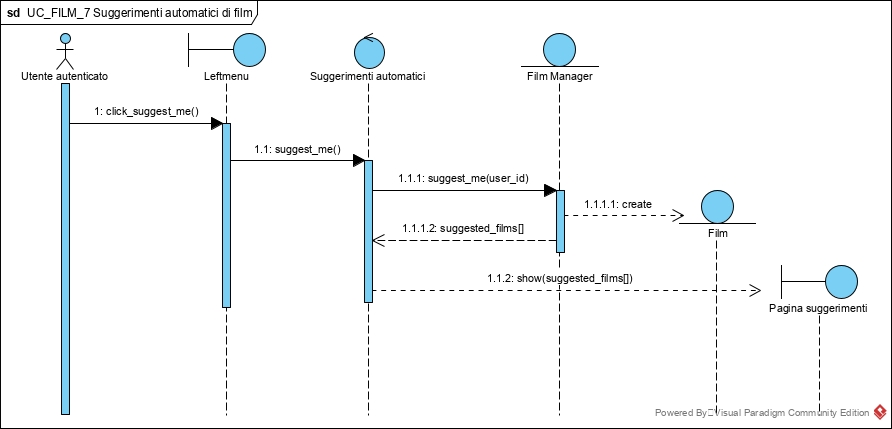 sd UC_FILM_7 Suggerimenti automatici di film
Utente autenticato
Leftmenu
Suggerimenti automatici
Film Manager
1: click_suggest_me()
1.1: suggest_me()
1.1.1: suggest_me(user_id)
1.1.1.1: create
1.1.1.2: suggested_films[]
Film
1.1.2: show(suggested_films[])
Pagina suggerimenti
Powered By Visual Paradigm Community Edition